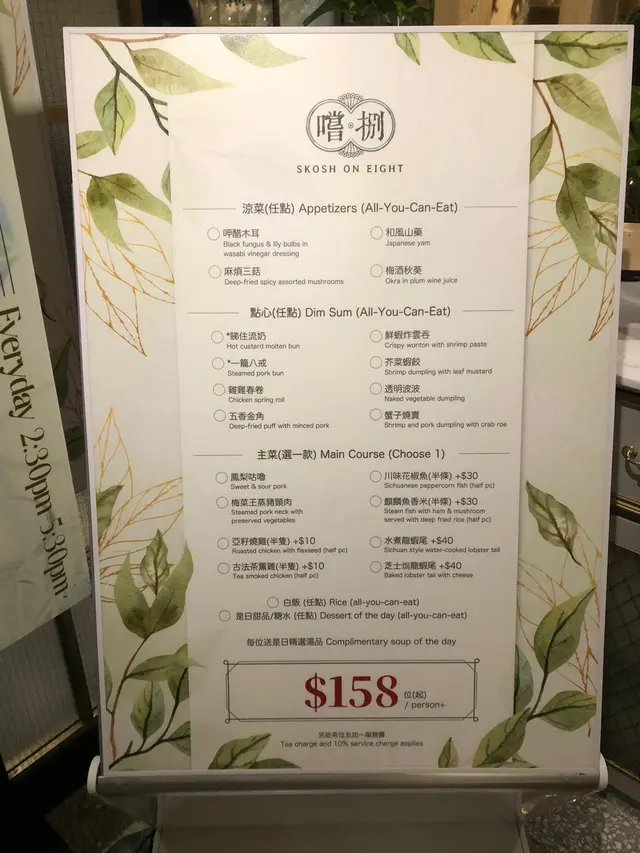 嚐·捌
SKOSH ON EIGHT
涼菜(任點) Appetizers (All-You-Can-Eat)
呷醋木耳
Black fungus & lily bulbs in
wasabi vinegar dressing
和風山藥
Japanese yam
麻煩三菇
Deep-fried spicy assorted mushrooms
梅酒秋葵
Okra in plum wine juice
點心(任點) Dim Sum (All-You-Can-Eat)
*睇住流奶
Hot custard molten bun
鮮蝦炸雲吞
Crispy wonton with shrimp paste
*一籠八戒
Steamed pork bun
芥菜蝦餃
Shrimp dumpling with leaf mustard
雞雞春卷
Chicken spring roll
透明波波
Naked vegetable dumpling
五香金角
Deep-fried puff with minced pork
蟹子燒賣
Shrimp and pork dumpling with crab roe
主菜(選一款) Main Course (Choose 1)
鳳梨咕嚕
Sweet & sour pork
川味花椒魚(半條) +$30
Sichuanese peppercorn fish (half pc)
梅菜王蒸豬頸肉
Steamed pork neck with
preserved vegetables
麒麟魚香米(半條) +$30
Steam fish with ham & mushroom
served with deep fried rice (half pc)
亞籽燒雞(半隻) +$10
Roasted chicken with flaxseed (half pc)
水煮龍蝦尾 +$40
Sichuan style water-cooked lobster tail
古法茶薰雞(半隻) +$10
Tea smoked chicken (half pc)
芝士焗龍蝦尾 +$40
Baked lobster tail with cheese
白飯 (任點) Rice (all-you-can-eat)
是日甜品/糖水 (任點) Dessert of the day (all-you-can-eat)
每位送是日精選湯品 Complimentary soup of the day
$158 位(起)
/ person+
另收茶位及加一服務費
Tea charge and 10% service charge applies
Everyday 2:30pm-5:30pm